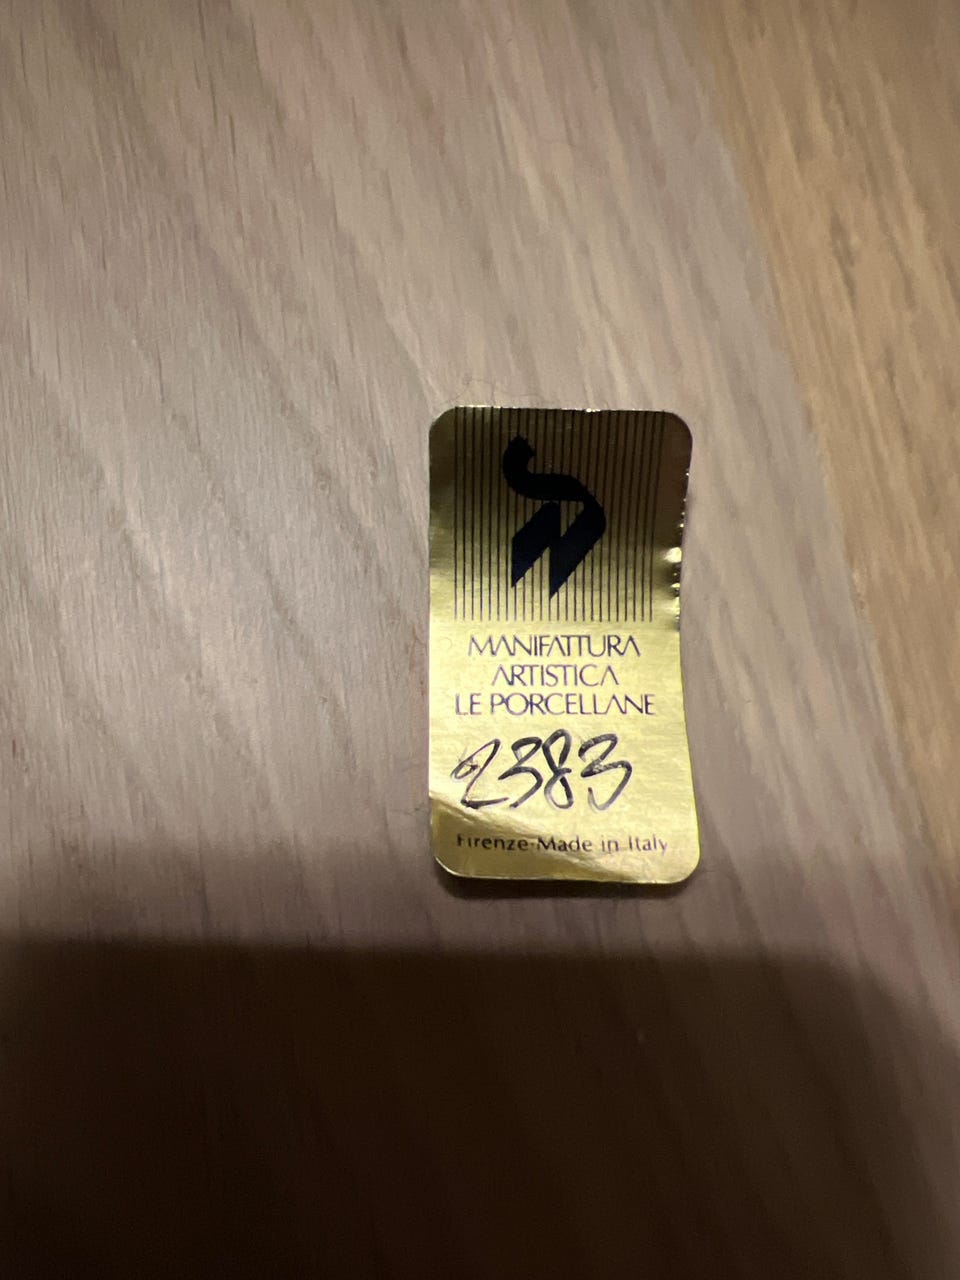 MANIFATTURA
ARTISTICA
LE PORCELLANE
2383
Firenze-Made in Italy